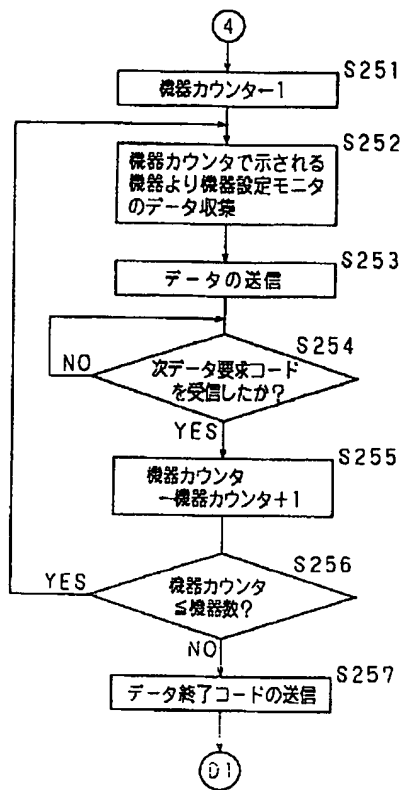 4
S251
機器カウンタ←1
S252
機器カウンタで示される
機器より機器設定モニタ
のデータ収集
S253
データの送信
S254
NO
次データ要求コード
を受信したか?
YES
S255
機器カウンタ
←機器カウンタ+1
S256
YES
機器カウンタ
≦機器数?
NO
S257
データ終了コードの送信
D1